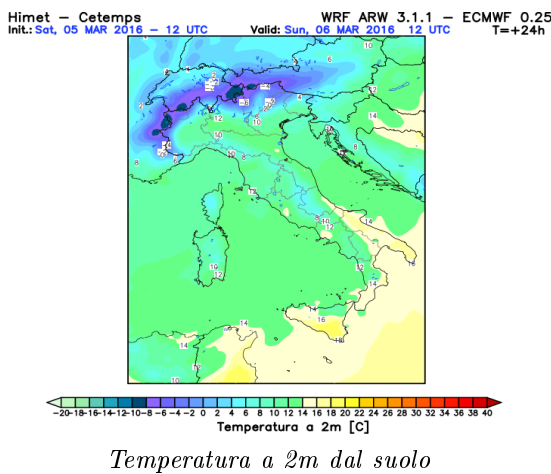 Himet – Cetemps WRF ARW 3.1.1 – ECMWF 0.25
Init.: Sat, 05 MAR 2016 – 12 UTC Valid: Sun, 06 MAR 2016 12 UTC T=+24h
-20-18-16-14-12-10-8 -6 -4 -2 0 2 4 6 8 10 12 14 16 18 20 22 24 26 28 30 32 34 36 38 40
Temperatura a 2m [C]
Temperatura a 2m dal suolo